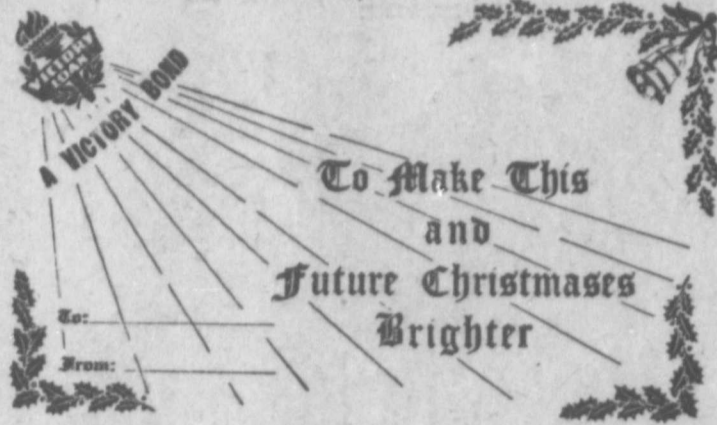 VICTORY
LOAN
A VICTORY BOND
To Make This
and
Future Christmases
Brighter
To:
From: